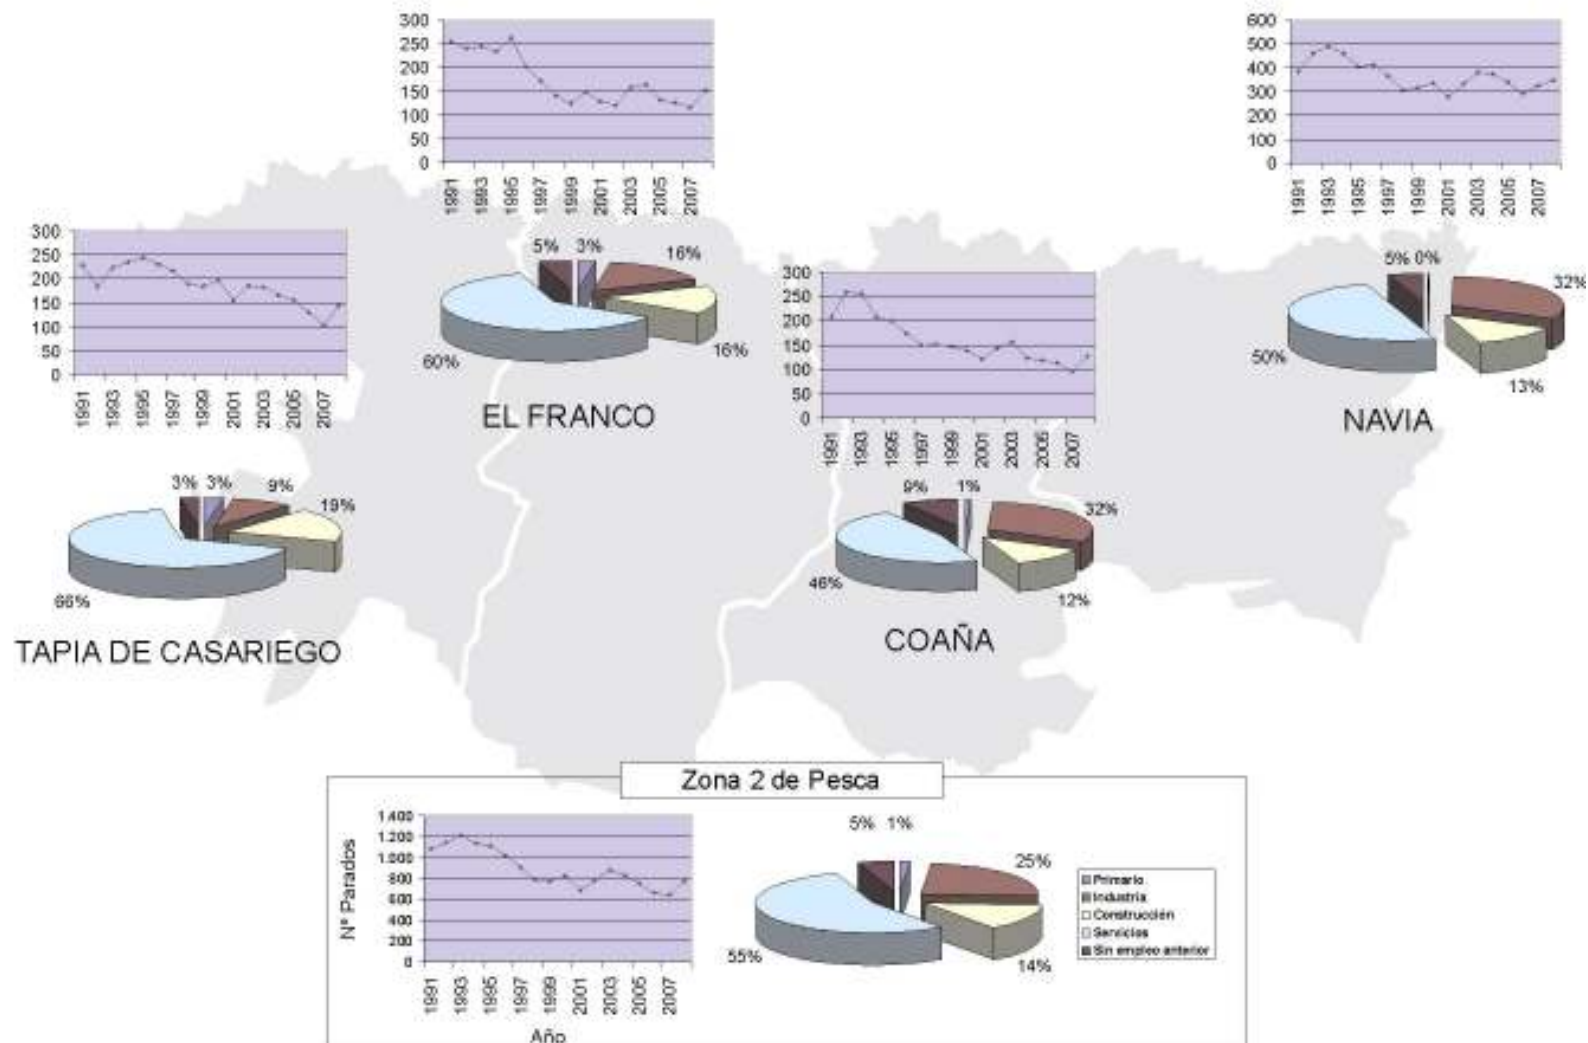 300
250
200
150
100
50
0
1991 1993 1995 1997 1999 2001 2003 2005 2007
5% 3% 16%
60% 16%
EL FRANCO
600
500
400
300
200
100
0
1991 1993 1995 1997 1999 2001 2003 2005 2007
5% 0% 32%
50% 13%
NAVIA
300
250
200
150
100
50
0
1991 1993 1995 1997 1999 2001 2003 2005 2007
3% 3% 9% 19%
66%
TAPIA DE CASARIEGO
300
250
200
150
100
50
0
1991 1993 1995 1997 1999 2001 2003 2005 2007
9% 1% 32%
46% 12%
COAÑA
Zona 2 de Pesca
Nº Parados
1.400
1.200
1.000
800
600
400
200
0
1991 1993 1995 1997 1999 2001 2003 2005 2007
Año
5% 1% 25%
55% 14%
Primario
Industria
Construcción
Servicios
Sin empleo anterior